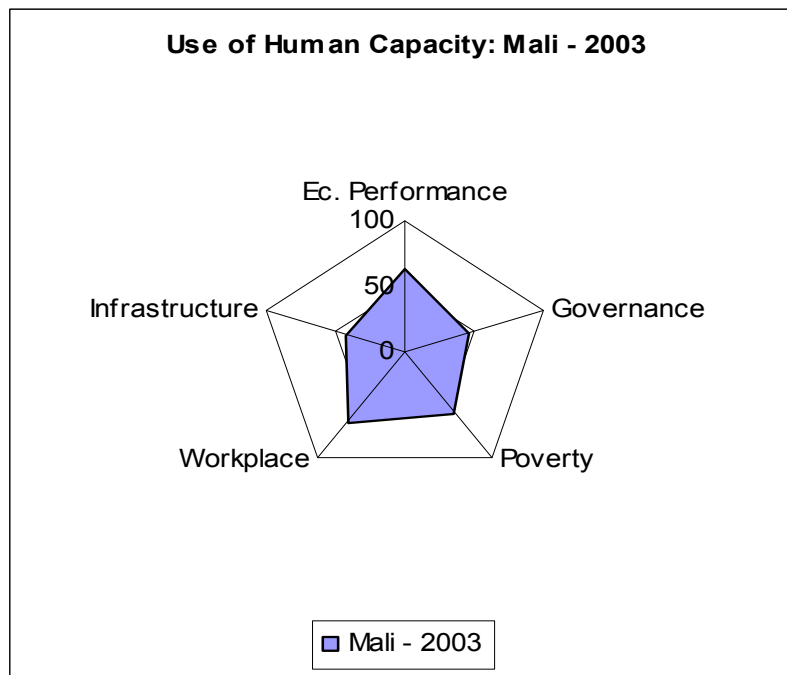 Use of Human Capacity: Mali - 2003
Ec. Performance
100
50
0
Infrastructure
Governance
Workplace
Poverty
Mali - 2003